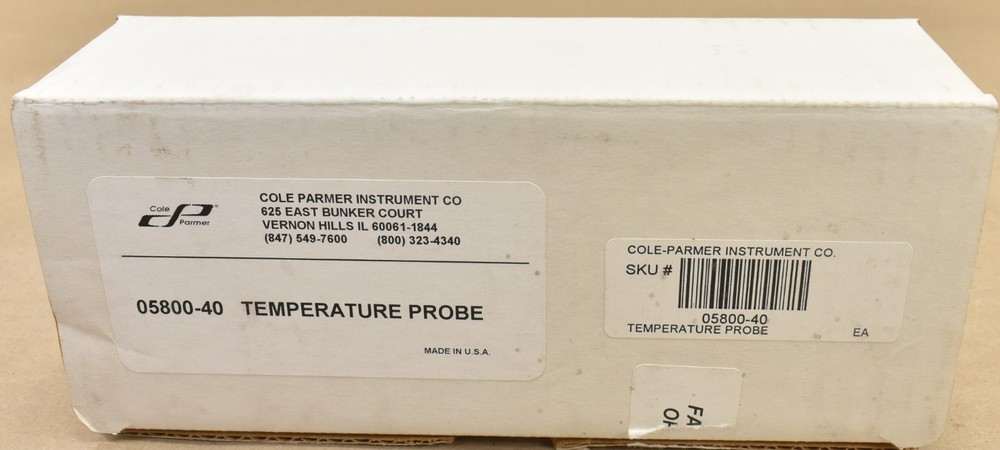 Cole
Parmer
COLE PARMER INSTRUMENT CO
625 EAST BUNKER COURT
VERNON HILLS IL 60061-1844
(847) 549-7600 (800) 323-4340
05800-40 TEMPERATURE PROBE
MADE IN U.S.A.
COLE-PARMER INSTRUMENT CO.
SKU #
05800-40
TEMPERATURE PROBE EA
FA